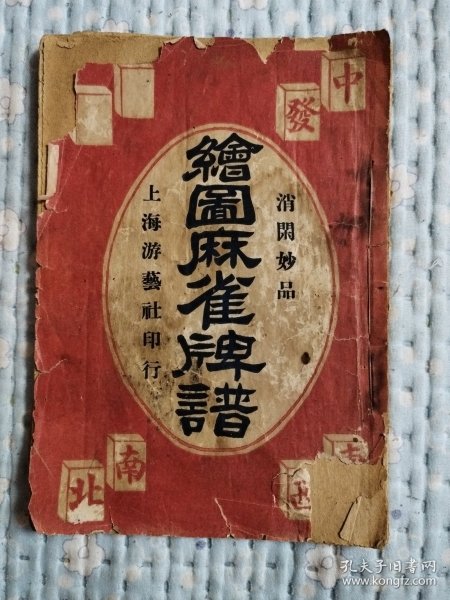 消閑妙品
繪圖麻雀牌譜
上海游藝社印行
中
發
南
北
西
孔夫子旧书网
www.kongfz.com